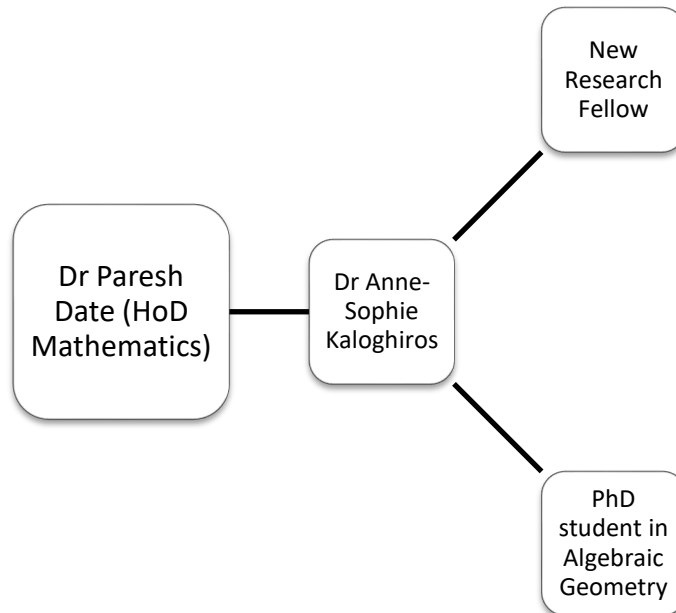 Dr Paresh
Date (HoD
Mathematics)
Dr Anne-
Sophie
Kaloghiros
New
Research
Fellow
PhD
student in
Algebraic
Geometry